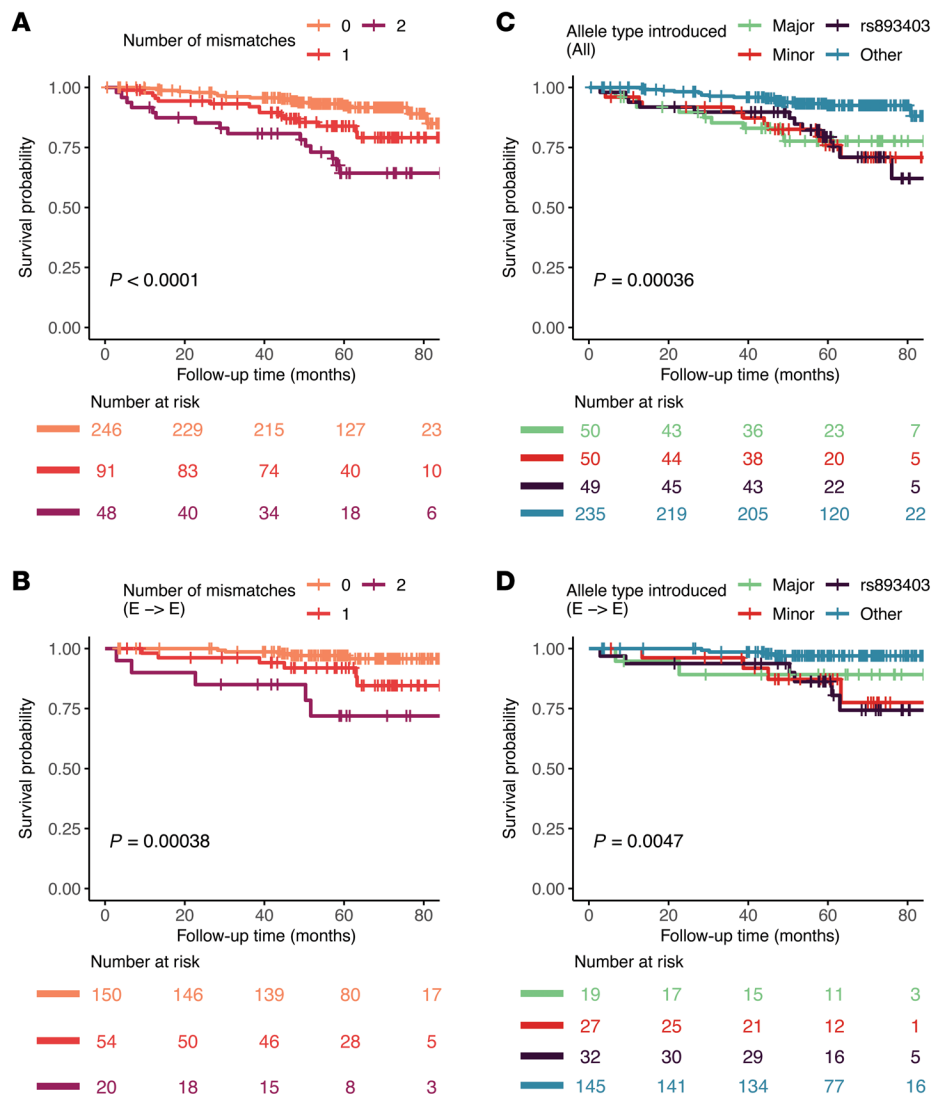 A
Number of mismatches
0
2
1
1.00
0.75
0.50
0.25
0.00
Survival probability
P < 0.0001
0 20 40 60 80
Follow-up time (months)
Number at risk
246 229 215 127 23
91 83 74 40 10
48 40 34 18 6
C
Allele type introduced
(All)
Major
rs893403
Minor
Other
1.00
0.75
0.50
0.25
0.00
Survival probability
P = 0.00036
0 20 40 60 80
Follow-up time (months)
Number at risk
50 43 36 23 7
50 44 38 20 5
49 45 43 22 5
235 219 205 120 22
B
Number of mismatches
(E –> E)
0
2
1
1.00
0.75
0.50
0.25
0.00
Survival probability
P = 0.00038
0 20 40 60 80
Follow-up time (months)
Number at risk
150 146 139 80 17
54 50 46 28 5
20 18 15 8 3
D
Allele type introduced
(E –> E)
Major
rs893403
Minor
Other
1.00
0.75
0.50
0.25
0.00
Survival probability
P = 0.0047
0 20 40 60 80
Follow-up time (months)
Number at risk
19 17 15 11 3
27 25 21 12 1
32 30 29 16 5
145 141 134 77 16